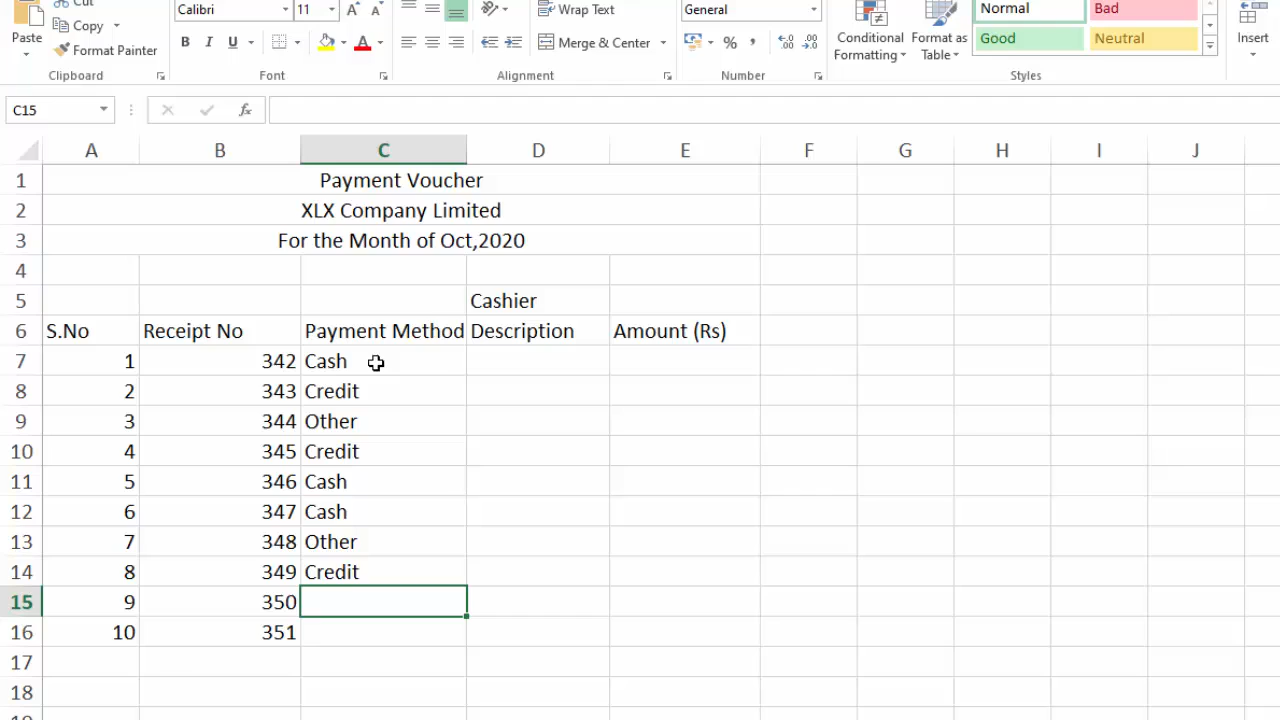 Cut
Calibri 11 A A Wrap Text General Normal Bad
Paste Copy
Format Painter B I U Merge & Center % , .00 .0 Conditional Formatting Format as Table Good Neutral Insert
Clipboard Font Alignment Number Styles
C15 fx
A B C D E F G H I J
1 Payment Voucher
2 XLX Company Limited
3 For the Month of Oct,2020
4
5 Cashier
6 S.No Receipt No Payment Method Description Amount (Rs)
7 1 342 Cash
8 2 343 Credit
9 3 344 Other
10 4 345 Credit
11 5 346 Cash
12 6 347 Cash
13 7 348 Other
14 8 349 Credit
15 9 350
16 10 351
17
18